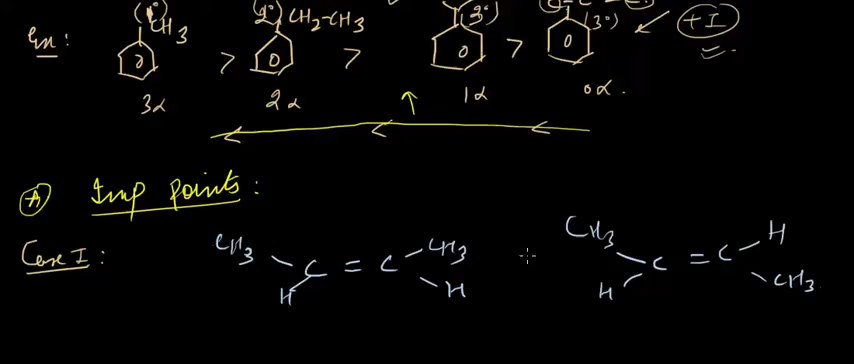 (1°) (2°) (3°) C – C – C
Ex: CH3 > CH2–CH3 > > (3°) +I
3α 2α 1α 0α.
A Imp points:
Case I: CH3 C = C CH3 CH3 C = C H
H H H CH3